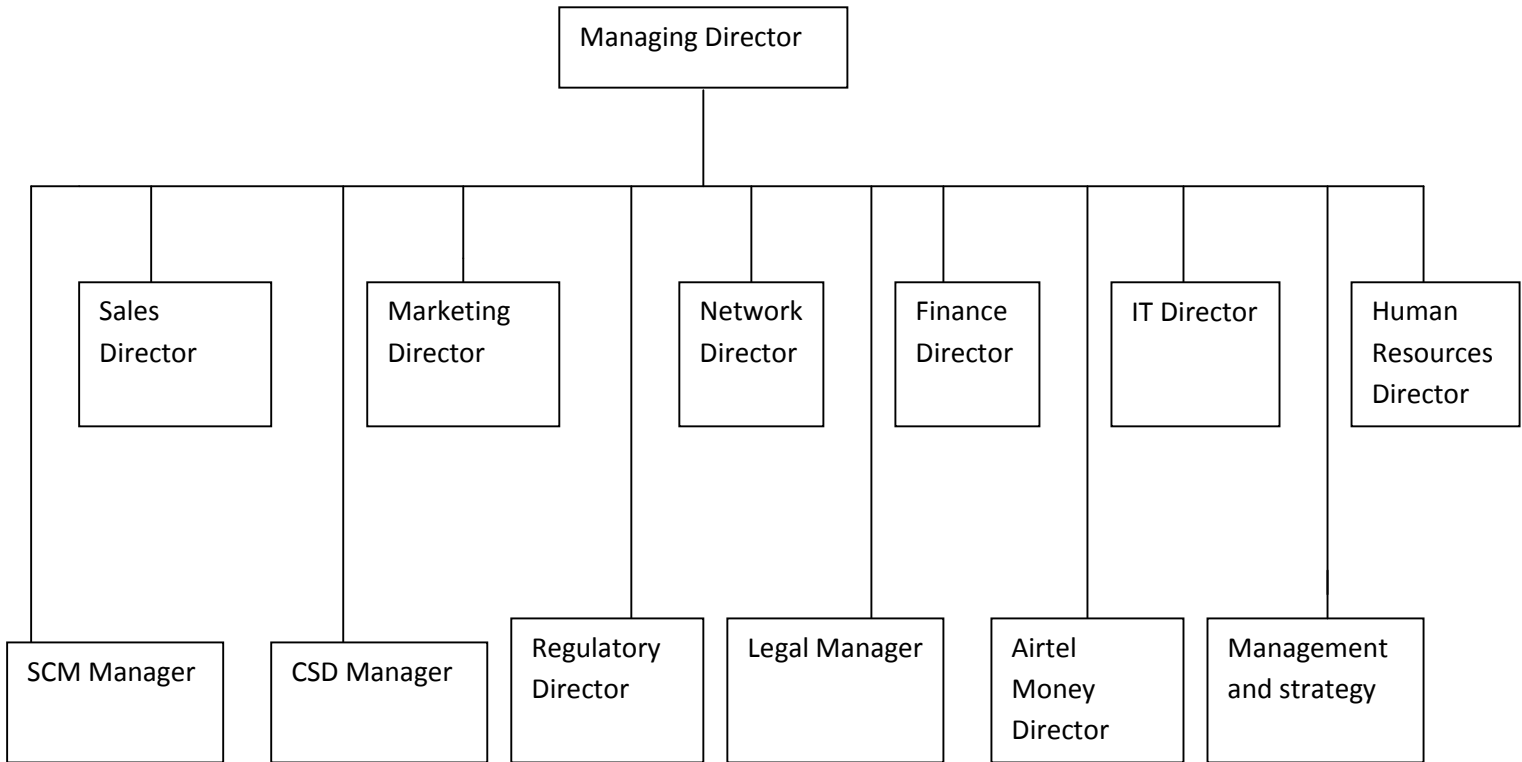 Managing Director
Sales
Director
Marketing
Director
Network
Director
Finance
Director
IT Director
Human
Resources
Director
SCM Manager
CSD Manager
Regulatory
Director
Legal Manager
Airtel
Money
Director
Management
and strategy